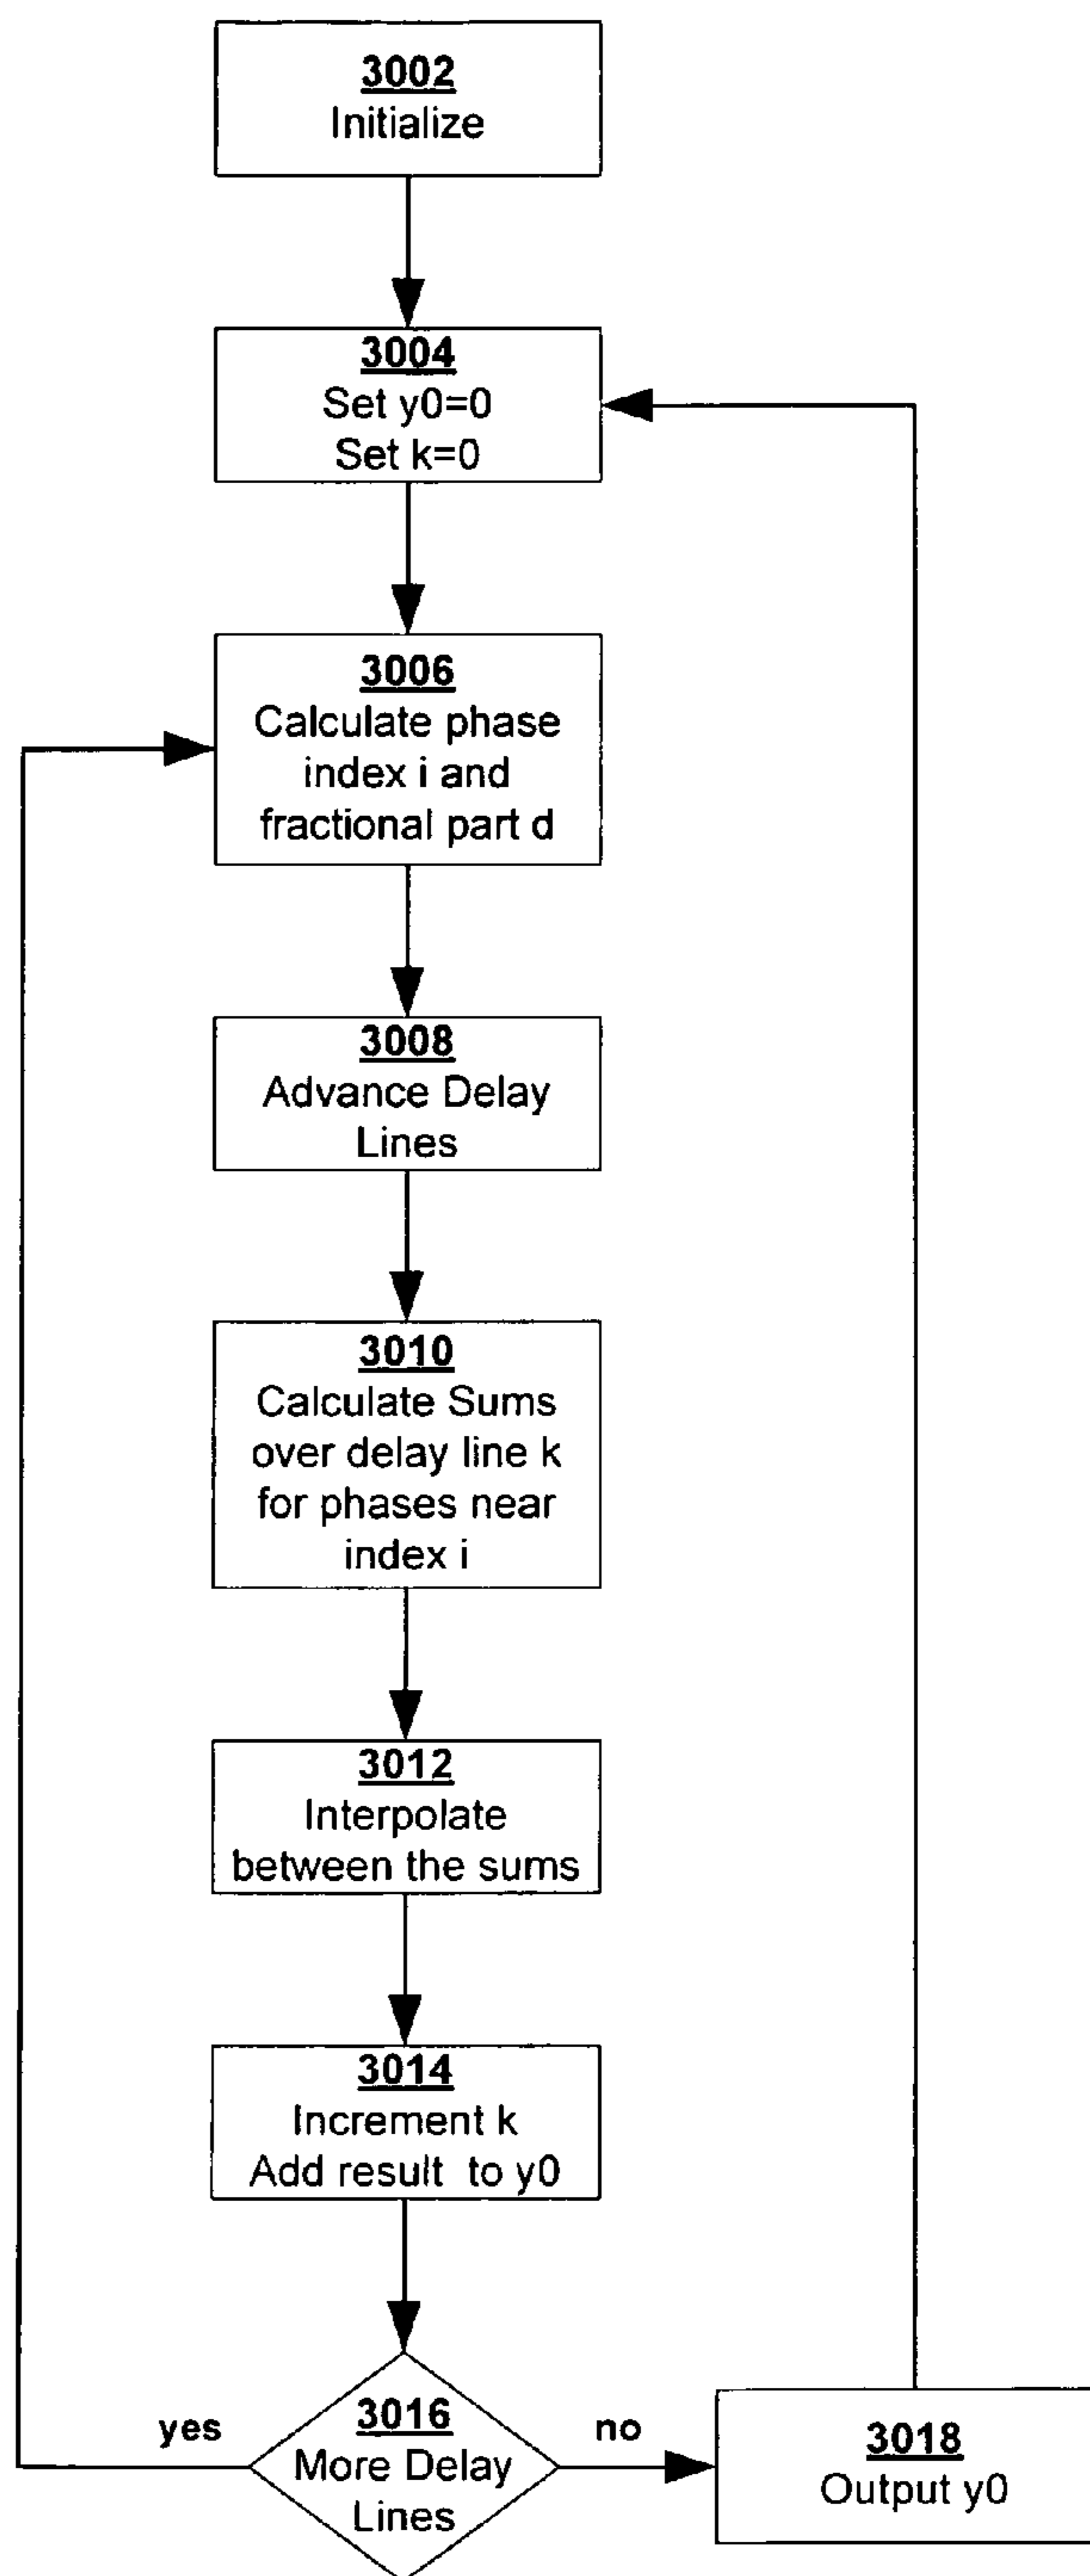 3002
Initialize
3004
Set y0=0
Set k=0
3006
Calculate phase
index i and
fractional part d
3008
Advance Delay
Lines
3010
Calculate Sums
over delay line k
for phases near
index i
3012
Interpolate
between the sums
3014
Increment k
Add result to y0
yes
3016
More Delay
Lines
no
3018
Output y0